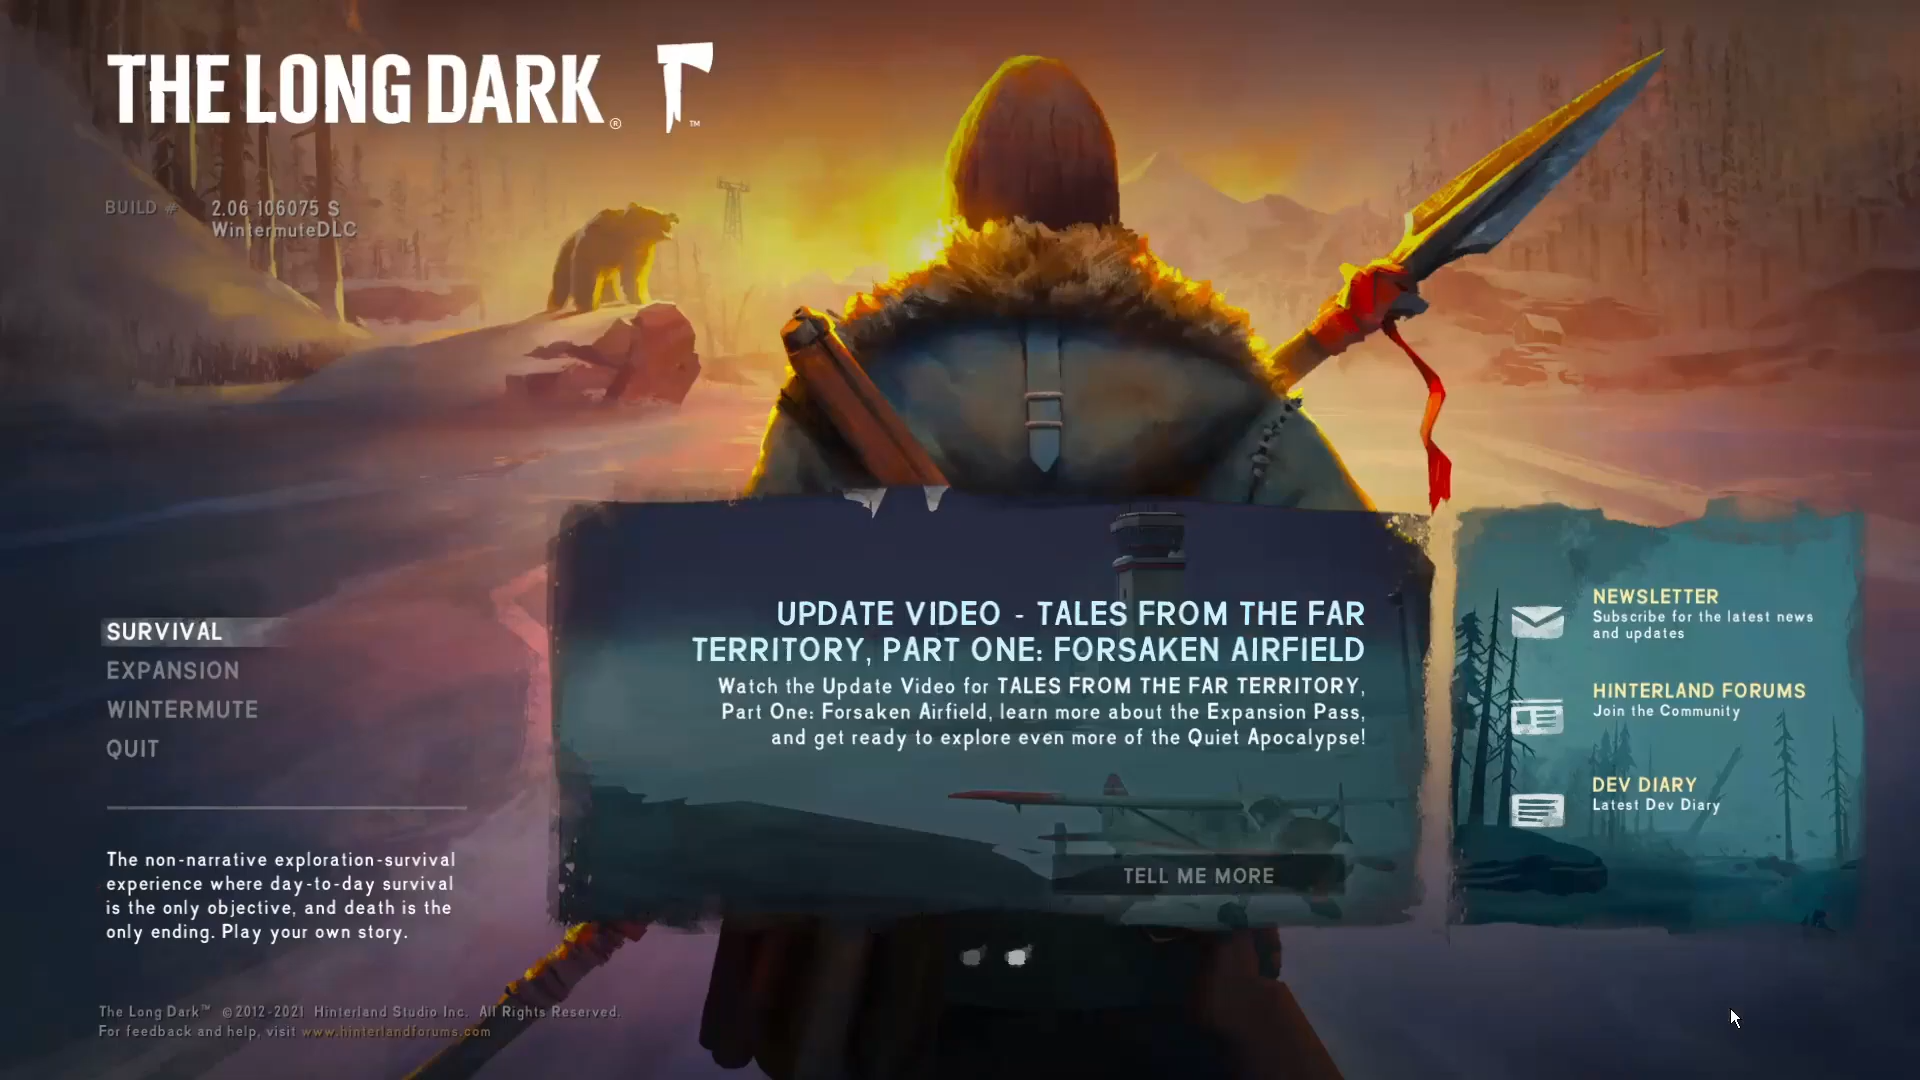 THE LONG DARK ® ™
BUILD # 2.06 106075 S
WintermuteDLC
SURVIVAL
EXPANSION
WINTERMUTE
QUIT
The non-narrative exploration-survival
experience where day-to-day survival
is the only objective, and death is the
only ending. Play your own story.
UPDATE VIDEO - TALES FROM THE FAR
TERRITORY, PART ONE: FORSAKEN AIRFIELD
Watch the Update Video for TALES FROM THE FAR TERRITORY,
Part One: Forsaken Airfield, learn more about the Expansion Pass,
and get ready to explore even more of the Quiet Apocalypse!
TELL ME MORE
NEWSLETTER
Subscribe for the latest news
and updates
HINTERLAND FORUMS
Join the Community
DEV DIARY
Latest Dev Diary
The Long Dark™ ©2012-2021 Hinterland Studio Inc. All Rights Reserved.
For feedback and help, visit www.hinterlandforums.com